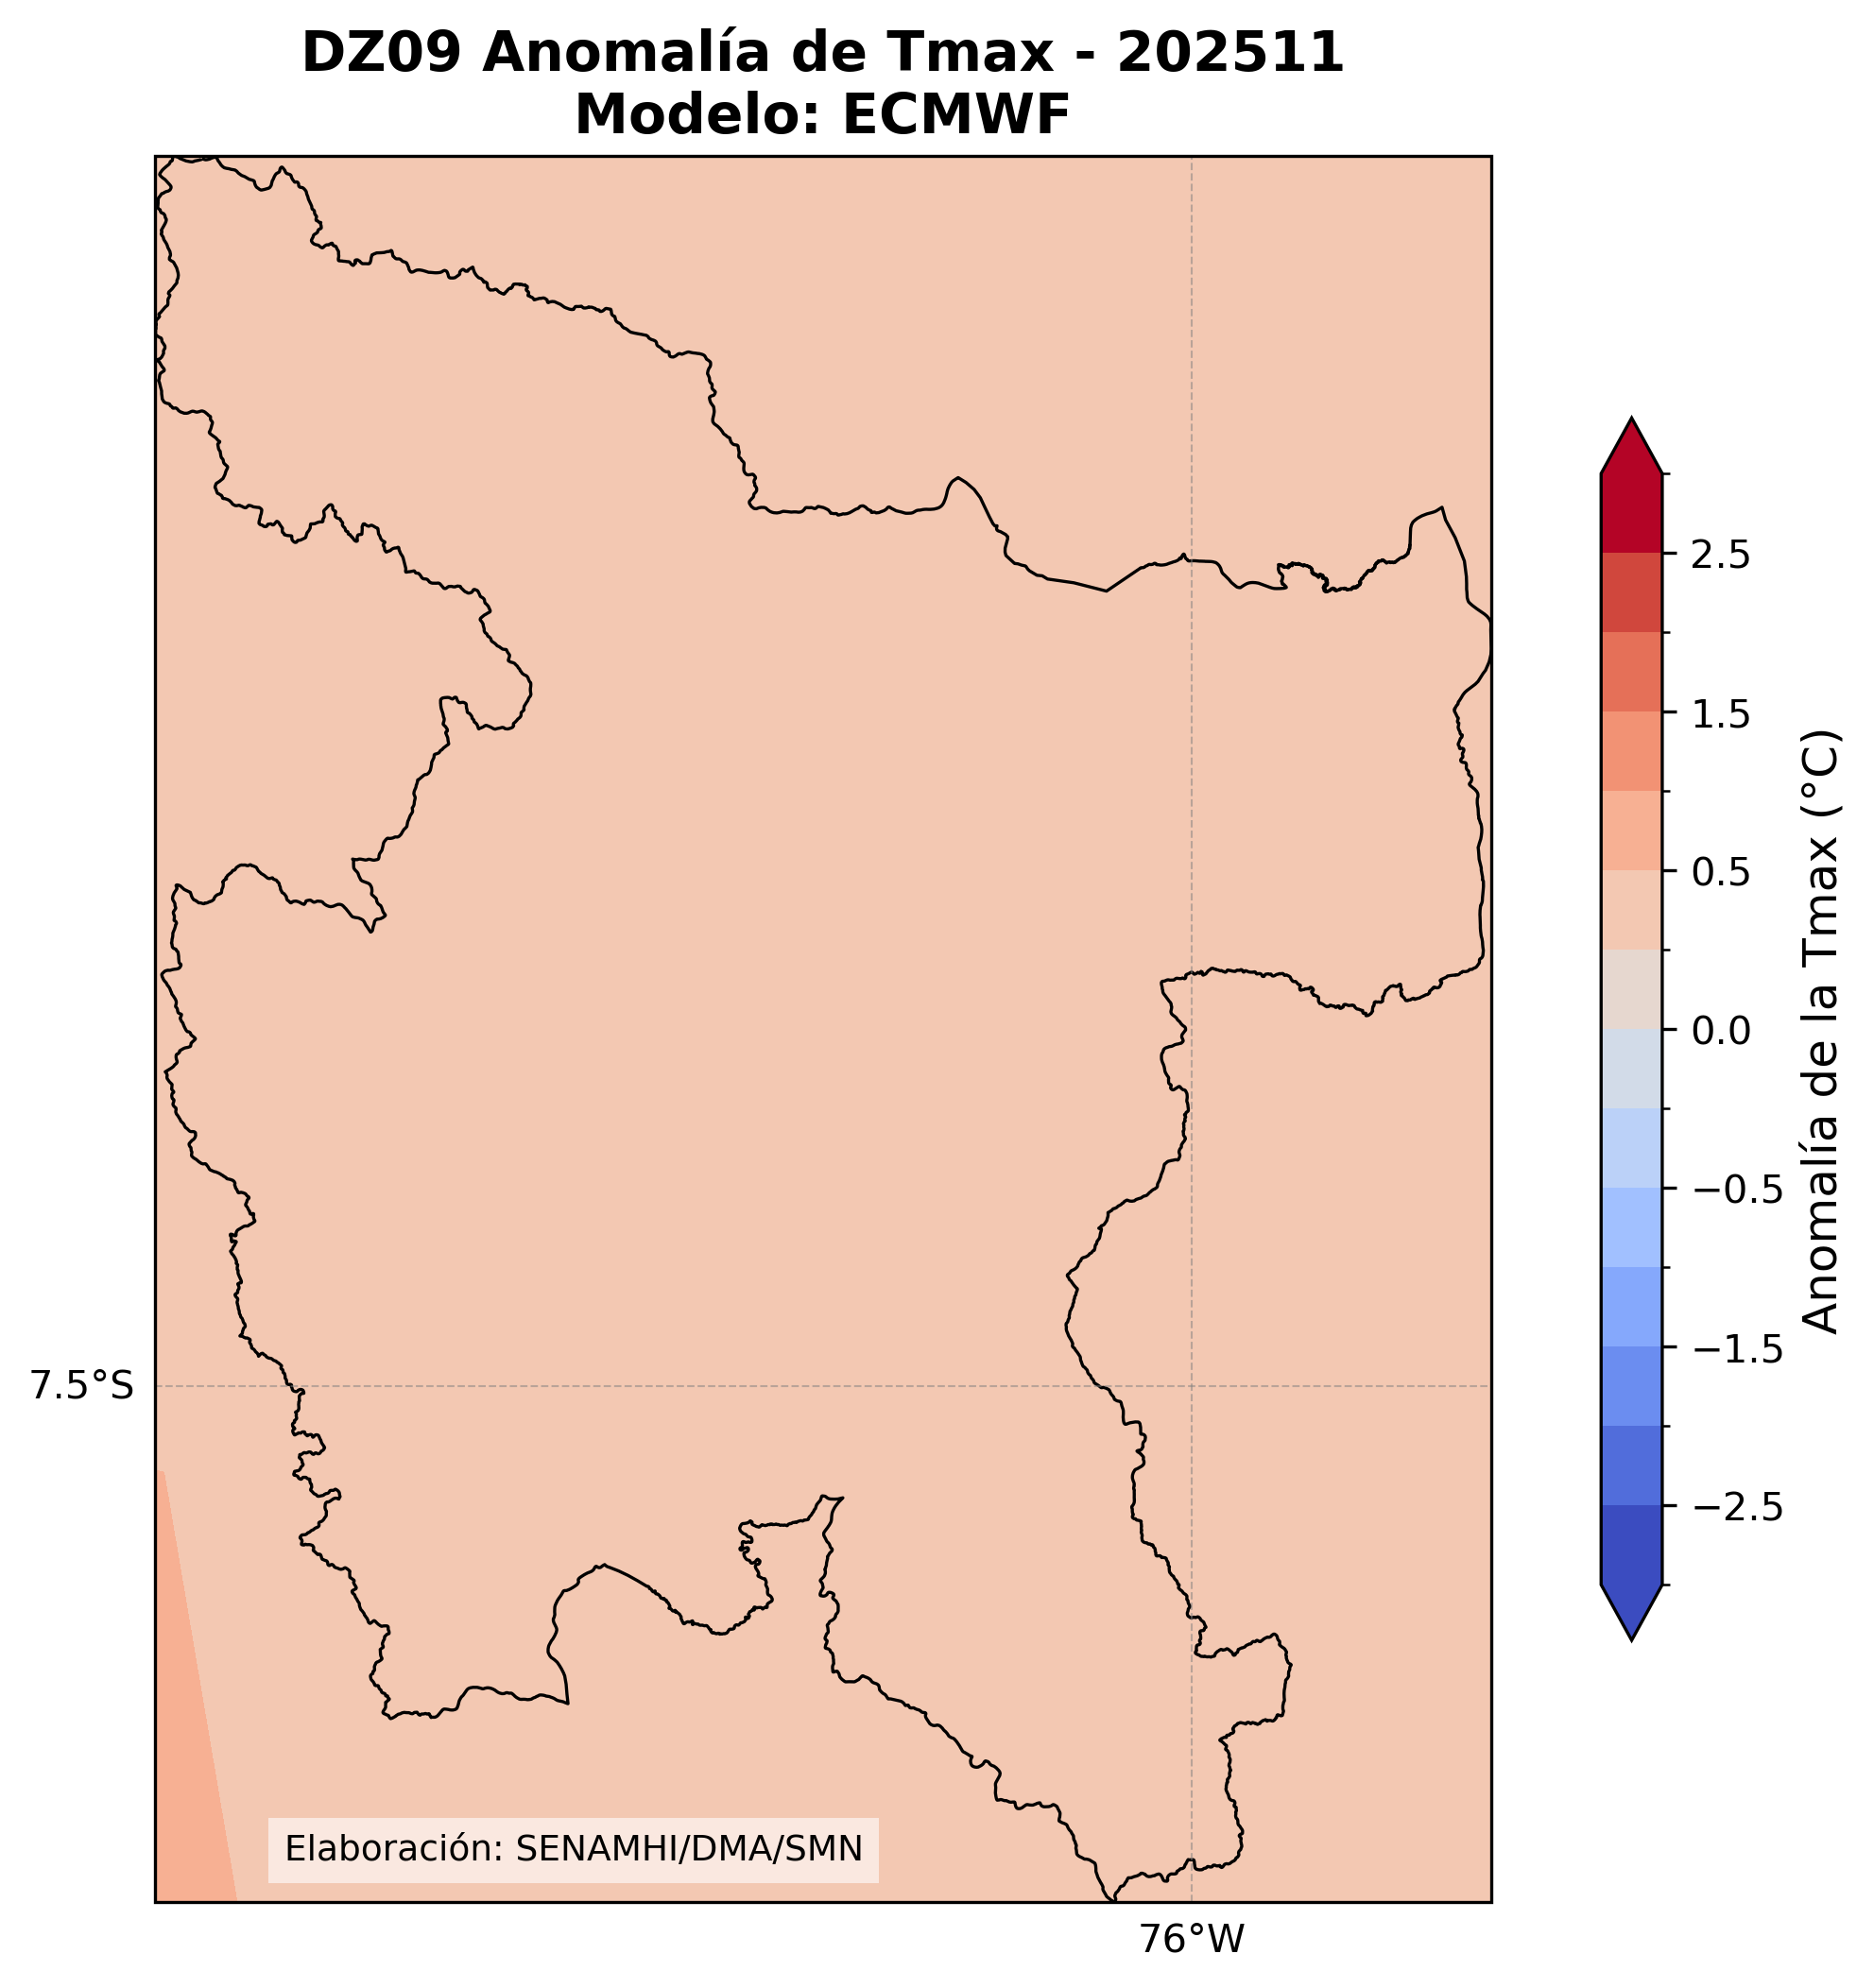 DZ09 Anomalía de Tmax - 202511
Modelo: ECMWF
2.5
1.5
0.5
0.0
−0.5
−1.5
−2.5
Anomalía de la Tmax (°C)
7.5°S
Elaboración: SENAMHI/DMA/SMN
76°W